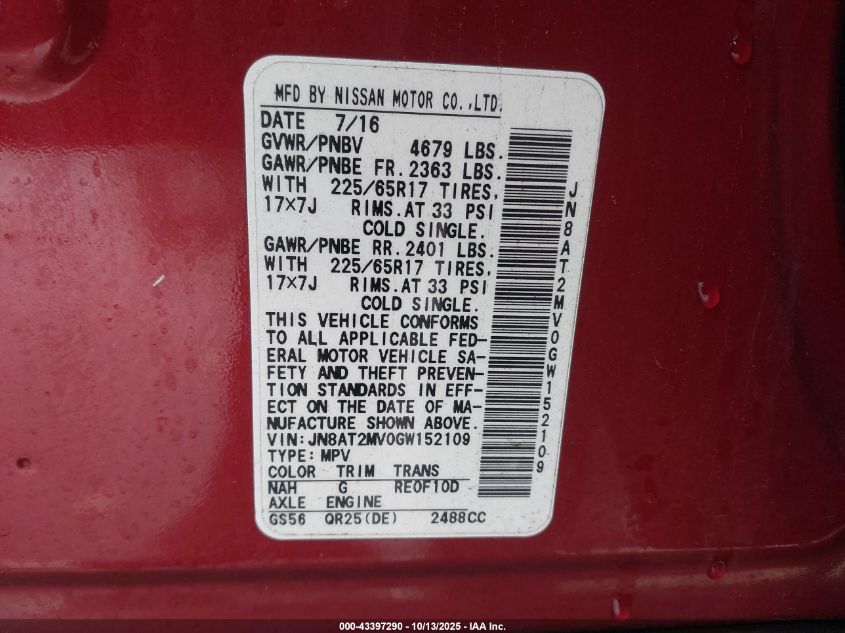 MFD BY NISSAN MOTOR CO.,LTD.
DATE 7/16
GVWR/PNBV 4679 LBS.
GAWR/PNBE FR. 2363 LBS.
WITH 225/65R17 TIRES,
17×7J RIMS.AT 33 PSI
COLD SINGLE.
GAWR/PNBE RR. 2401 LBS.
WITH 225/65R17 TIRES,
17×7J RIMS.AT 33 PSI
COLD SINGLE.
THIS VEHICLE CONFORMS
TO ALL APPLICABLE FED-
ERAL MOTOR VEHICLE SA-
FETY AND THEFT PREVEN-
TION STANDARDS IN EFF-
ECT ON THE DATE OF MA-
NUFACTURE SHOWN ABOVE.
VIN: JN8AT2MV0GW152109
TYPE: MPV
COLOR TRIM TRANS
NAH G RE0F10D
AXLE ENGINE
GS56 QR25(DE) 2488CC
JN8AT2MV0GW152109
000-43397290 - 10/13/2025 - IAA Inc.